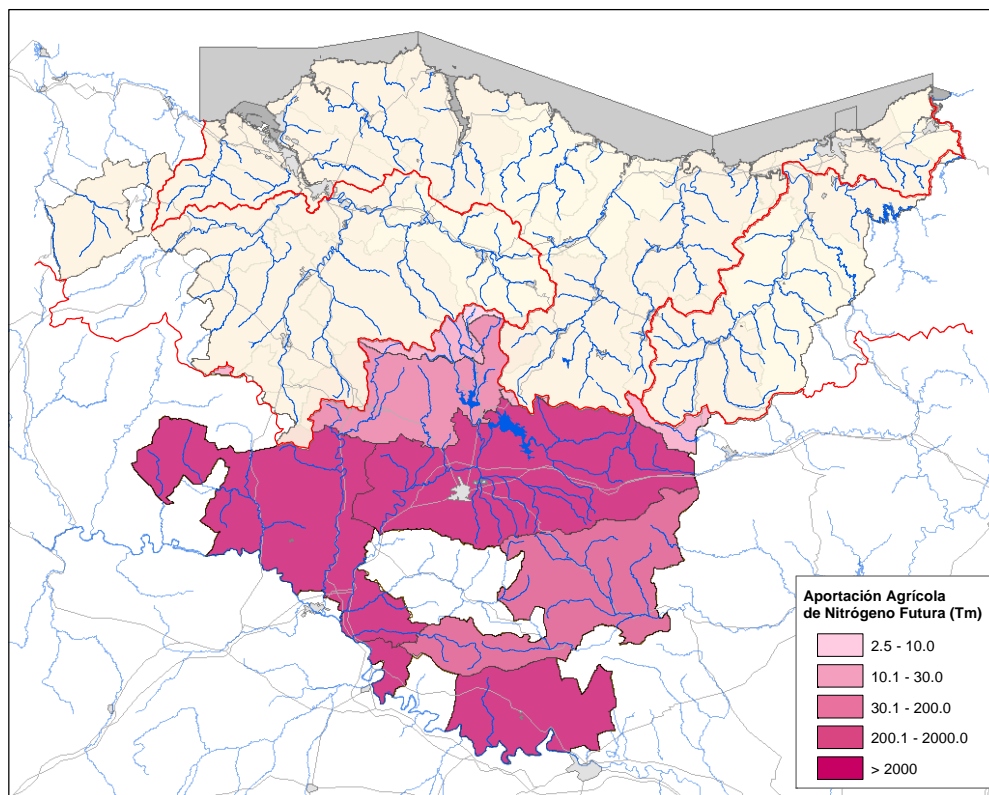 Aportación Agrícola
de Nitrógeno Futura (Tm)
2.5 - 10.0
10.1 - 30.0
30.1 - 200.0
200.1 - 2000.0
> 2000